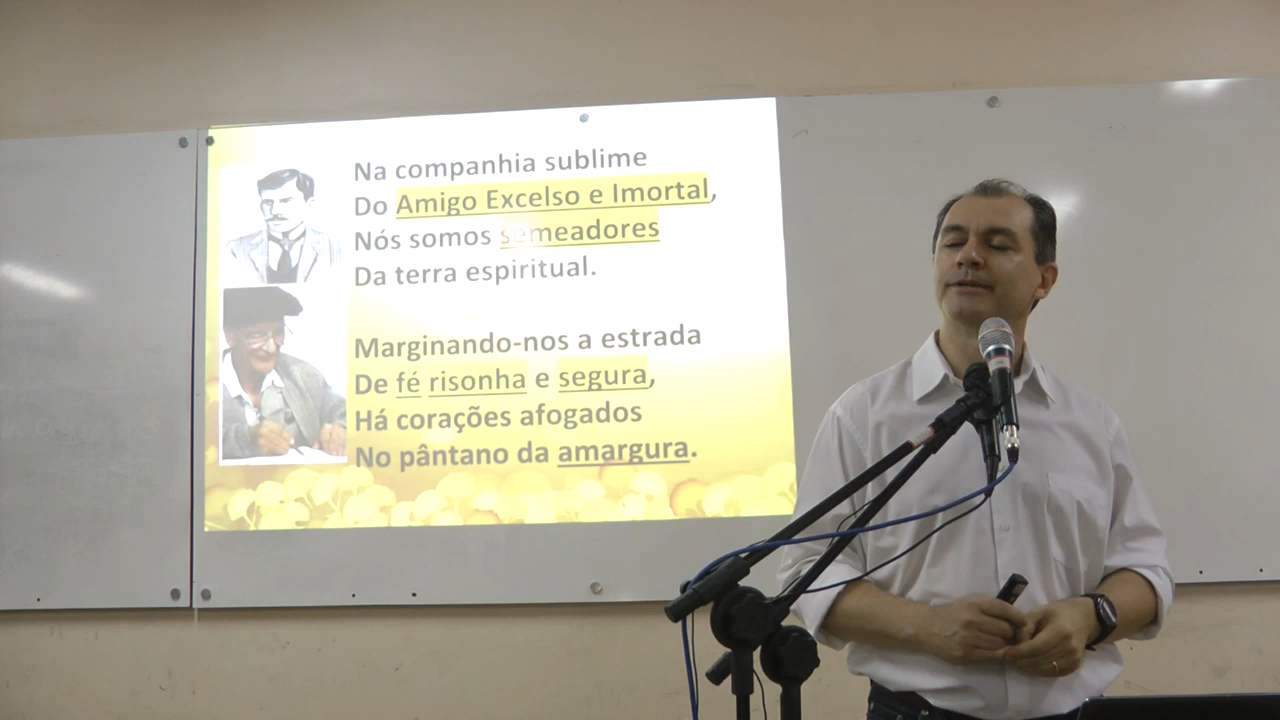 Na companhia sublime
Do Amigo Excelso e Imortal,
Nós somos semeadores
Da terra espiritual.
Marginando-nos a estrada
De fé risonha e segura,
Há corações afogados
No pântano da amargura.